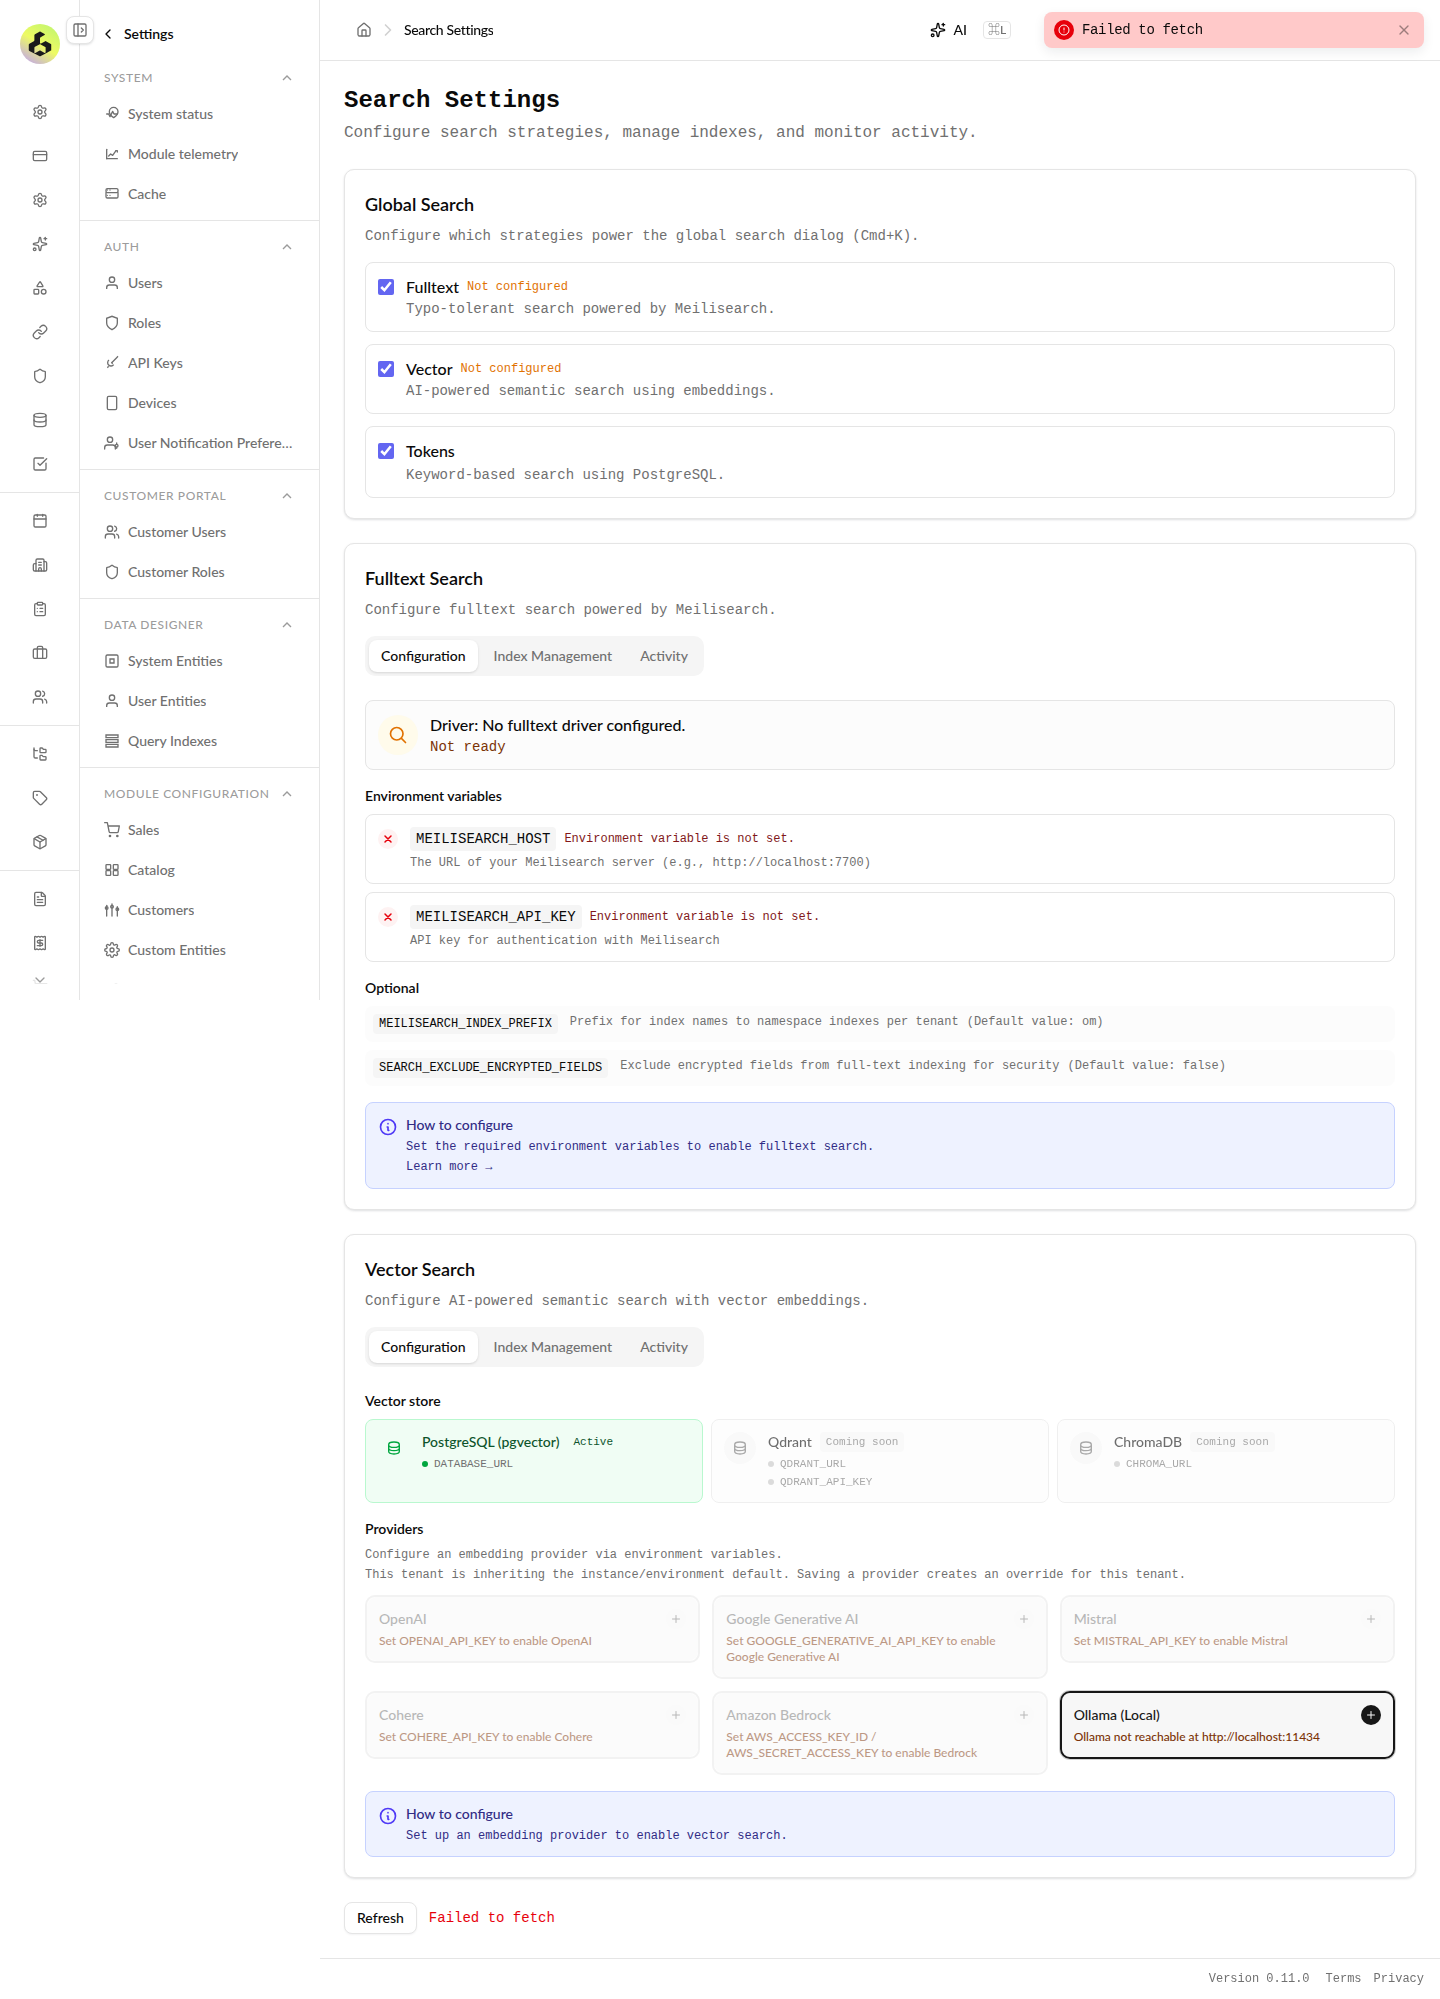 Settings
SYSTEM
System status
Module telemetry
Cache
AUTH
Users
Roles
API Keys
Devices
User Notification Prefere...
CUSTOMER PORTAL
Customer Users
Customer Roles
DATA DESIGNER
System Entities
User Entities
Query Indexes
MODULE CONFIGURATION
Sales
Catalog
Customers
Custom Entities
Search Settings
AI ⌘L
Failed to fetch
Search Settings
Configure search strategies, manage indexes, and monitor activity.
Global Search
Configure which strategies power the global search dialog (Cmd+K).
Fulltext Not configured
Typo-tolerant search powered by Meilisearch.
Vector Not configured
AI-powered semantic search using embeddings.
Tokens
Keyword-based search using PostgreSQL.
Fulltext Search
Configure fulltext search powered by Meilisearch.
Configuration Index Management Activity
Driver: No fulltext driver configured.
Not ready
Environment variables
MEILISEARCH_HOST Environment variable is not set.
The URL of your Meilisearch server (e.g., http://localhost:7700)
MEILISEARCH_API_KEY Environment variable is not set.
API key for authentication with Meilisearch
Optional
MEILISEARCH_INDEX_PREFIX Prefix for index names to namespace indexes per tenant (Default value: om)
SEARCH_EXCLUDE_ENCRYPTED_FIELDS Exclude encrypted fields from full-text indexing for security (Default value: false)
How to configure
Set the required environment variables to enable fulltext search.
Learn more →
Vector Search
Configure AI-powered semantic search with vector embeddings.
Configuration Index Management Activity
Vector store
PostgreSQL (pgvector) Active
DATABASE_URL
Qdrant Coming soon
QDRANT_URL
QDRANT_API_KEY
ChromaDB Coming soon
CHROMA_URL
Providers
Configure an embedding provider via environment variables.
This tenant is inheriting the instance/environment default. Saving a provider creates an override for this tenant.
OpenAI
Set OPENAI_API_KEY to enable OpenAI
Google Generative AI
Set GOOGLE_GENERATIVE_AI_API_KEY to enable
Google Generative AI
Mistral
Set MISTRAL_API_KEY to enable Mistral
Cohere
Set COHERE_API_KEY to enable Cohere
Amazon Bedrock
Set AWS_ACCESS_KEY_ID /
AWS_SECRET_ACCESS_KEY to enable Bedrock
Ollama (Local)
Ollama not reachable at http://localhost:11434
How to configure
Set up an embedding provider to enable vector search.
Refresh Failed to fetch
Version 0.11.0 Terms Privacy